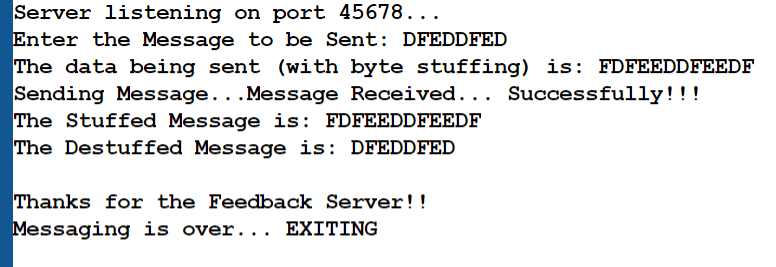 Server listening on port 45678...
Enter the Message to be Sent: DFEDDFED
The data being sent (with byte stuffing) is: FDFEEDDFEEDF
Sending Message...Message Received... Successfully!!!
The Stuffed Message is: FDFEEDDFEEDF
The Destuffed Message is: DFEDDFED
Thanks for the Feedback Server!!
Messaging is over... EXITING